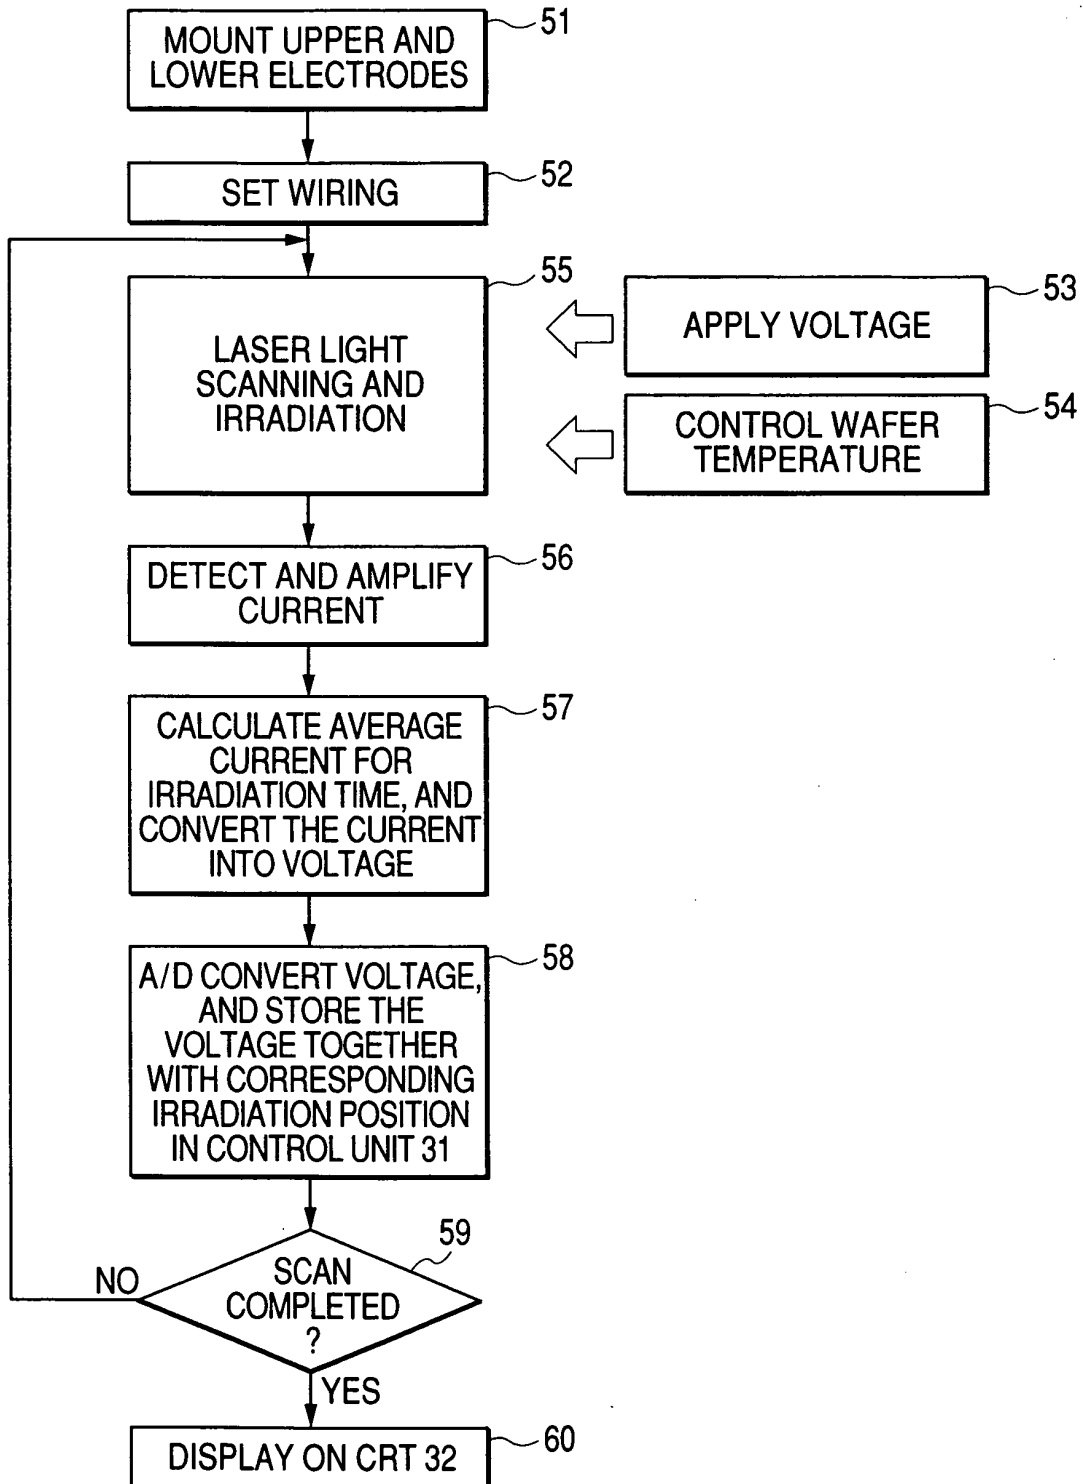 51
MOUNT UPPER AND
LOWER ELECTRODES
52
SET WIRING
55
LASER LIGHT
SCANNING AND
IRRADIATION
53
APPLY VOLTAGE
54
CONTROL WAFER
TEMPERATURE
56
DETECT AND AMPLIFY
CURRENT
57
CALCULATE AVERAGE
CURRENT FOR
IRRADIATION TIME, AND
CONVERT THE CURRENT
INTO VOLTAGE
58
A/D CONVERT VOLTAGE,
AND STORE THE
VOLTAGE TOGETHER
WITH CORRESPONDING
IRRADIATION POSITION
IN CONTROL UNIT 31
59
SCAN
COMPLETED
?
NO
YES
60
DISPLAY ON CRT 32